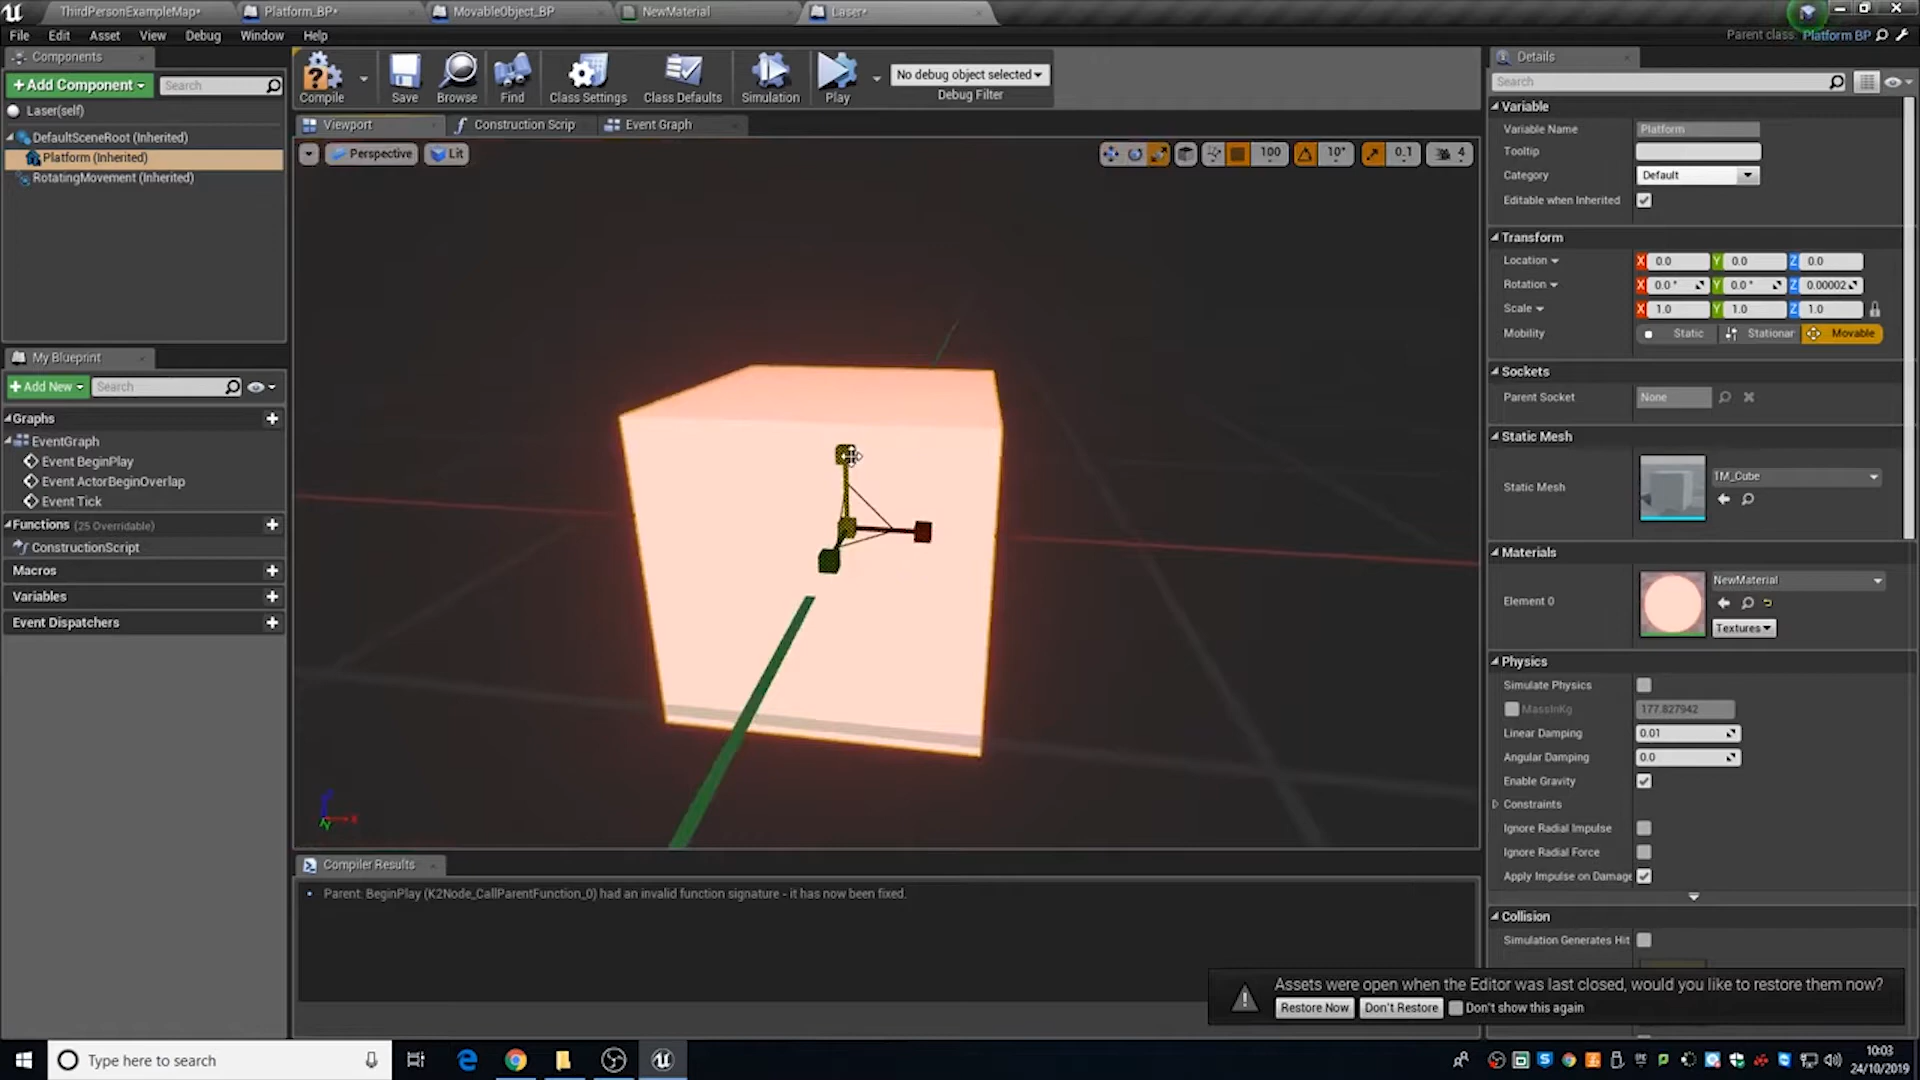 ThirdPersonExampleMap*
Platform_BP*
MovableObject_BP
NewMaterial
Laser*
File Edit Asset View Debug Window Help
Parent class: Platform BP
Components
+Add Component
Search
Laser(self)
DefaultSceneRoot (Inherited)
Platform (Inherited)
RotatingMovement (Inherited)
My Blueprint
+Add New
Search
Graphs
EventGraph
Event BeginPlay
Event ActorBeginOverlap
Event Tick
Functions (25 Overridable)
ConstructionScript
Macros
Variables
Event Dispatchers
Compile
Save
Browse
Find
Class Settings
Class Defaults
Simulation
Play
No debug object selected
Debug Filter
Viewport
Construction Scrip
Event Graph
Perspective
Lit
100
10°
0.1
4
X
Compiler Results
Parent: BeginPlay (K2Node_CallParentFunction_0) had an invalid function signature - it has now been fixed.
Details
Search
Variable
Variable Name Platform
Tooltip
Category Default
Editable when Inherited
Transform
Location X 0.0 Y 0.0 Z 0.0
Rotation X 0.0 ° Y 0.0 ° Z 0.00002
Scale X 1.0 Y 1.0 Z 1.0
Mobility Static Stationar Movable
Sockets
Parent Socket None
Static Mesh
Static Mesh 1M_Cube
Materials
NewMaterial
Element 0
Textures
Physics
Simulate Physics
MassInKg 177.827942
Linear Damping 0.01
Angular Damping 0.0
Enable Gravity
Constraints
Ignore Radial Impulse
Ignore Radial Force
Apply Impulse on Damage
Collision
Simulation Generates Hit
Assets were open when the Editor was last closed, would you like to restore them now?
Restore Now Don't Restore Don't show this again
Type here to search
10:03
24/10/2019